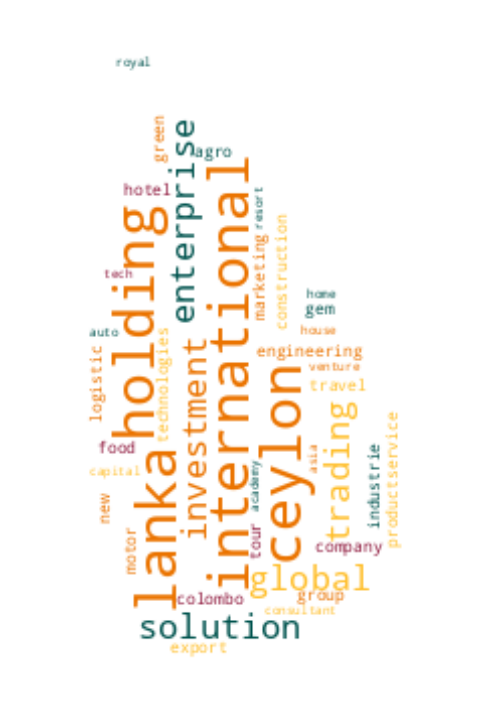 royal
green
enterprise
agro
hotel
international
resort
holding
construction
marketing
tech
home
gem
auto
house
technologies
investment
logistic
engineering
venture
ceylon
travel
trading
productservice
food
lanka
asia
industrie
academy
capital
new
tour
motor
company
global
colombo
group
consultant
solution
export